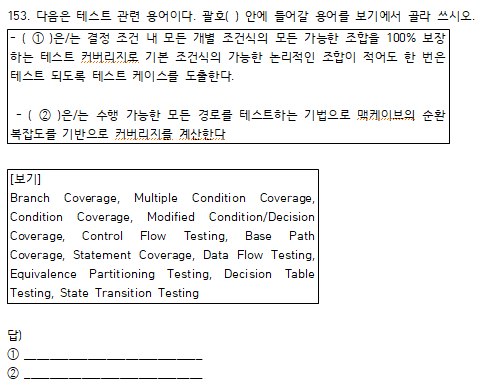 153. 다음은 테스트 관련 용어이다. 괄호( ) 안에 들어갈 용어를 보기에서 골라 쓰시오.
- ( ① )은/는 결정 조건 내 모든 개별 조건식의 모든 가능한 조합을 100% 보장
하는 테스트 커버리지로 기본 조건식의 가능한 논리적인 조합이 적어도 한 번은
테스트 되도록 테스트 케이스를 도출한다.
- ( ② )은/는 수행 가능한 모든 경로를 테스트하는 기법으로 맥케이브의 순환
복잡도를 기반으로 커버리지를 계산한다
[보기]
Branch Coverage, Multiple Condition Coverage,
Condition Coverage, Modified Condition/Decision
Coverage, Control Flow Testing, Base Path
Coverage, Statement Coverage, Data Flow Testing,
Equivalence Partitioning Testing, Decision Table
Testing, State Transition Testing
답)
① ____________________________
② ____________________________